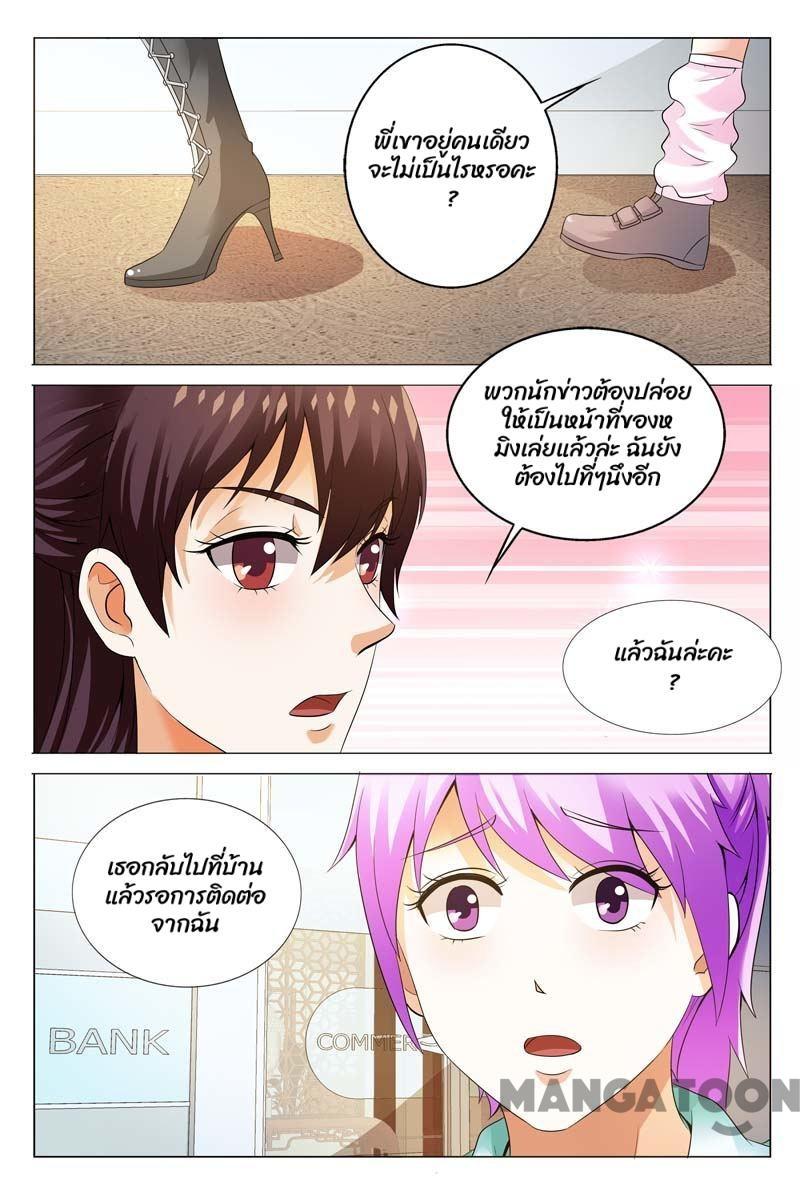 พี่เขาอยู่คนเดียว
จะไม่เป็นไรหรอคะ
?
พวกนักข่าวต้องปล่อย
ให้เป็นหน้าที่ของห
มิงเล่ยแล้วล่ะ ฉันยัง
ต้องไปที่ๆนึงอีก
แล้วฉันล่ะคะ
?
เธอกลับไปที่บ้าน
แล้วรอการติดต่อ
จากฉัน
BANK
COMMER
MANGATOON